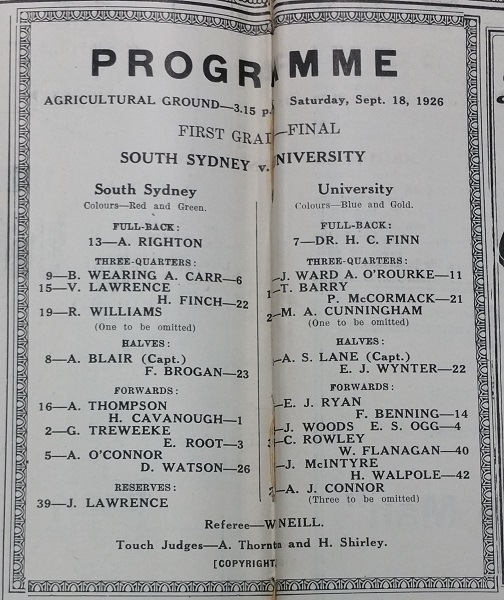 PROGRAMME
AGRICULTURAL GROUND—3.15 p. Saturday, Sept. 18, 1926
FIRST GRAD—FINAL
SOUTH SYDNEY v. UNIVERSITY
South Sydney
Colours—Red and Green.
FULL-BACK:
13—A. RIGHTON
THREE-QUARTERS:
9—B. WEARING A. CARR—6
15—V. LAWRENCE
H. FINCH—22
19—R. WILLIAMS
(One to be omitted)
HALVES:
8—A. BLAIR (Capt.)
F. BROGAN—23
FORWARDS:
16—A. THOMPSON
H. CAVANOUGH—1
2—G. TREWEEKE
E. ROOT—3
5—A. O'CONNOR
D. WATSON—26
RESERVES:
39—J. LAWRENCE
University
Colours—Blue and Gold.
FULL-BACK:
7—DR. H. C. FINN
THREE-QUARTERS:
—J. WARD A. O'ROURKE—11
—T. BARRY
P. McCORMACK—21
—M. A. CUNNINGHAM
(One to be omitted)
HALVES:
—A. S. LANE (Capt.)
E. J. WYNTER—22
FORWARDS:
—E. J. RYAN
F. BENNING—14
—J. WOODS E. S. OGG—4
—C. ROWLEY
W. FLANAGAN—40
—J. McINTYRE
H. WALPOLE—42
—A. J. CONNOR
(Three to be omitted)
Referee—W. NEILL.
Touch Judges—A. Thornton and H. Shirley.
[COPYRIGHT.